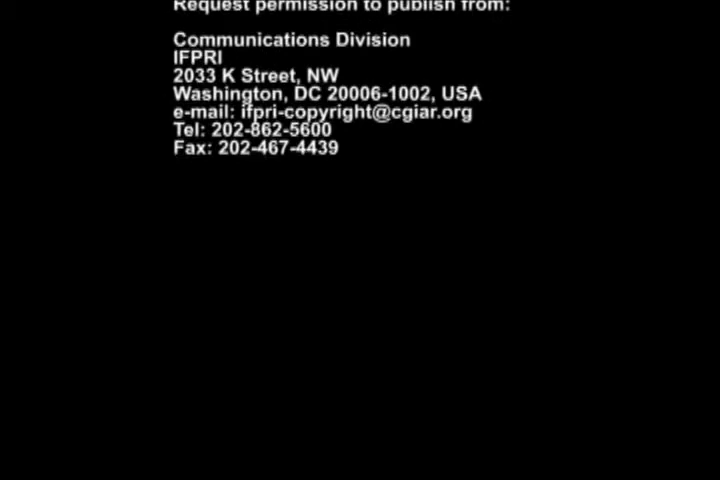 Request permission to publish from:
Communications Division
IFPRI
2033 K Street, NW
Washington, DC 20006-1002, USA
e-mail: ifpri-copyright@cgiar.org
Tel: 202-862-5600
Fax: 202-467-4439